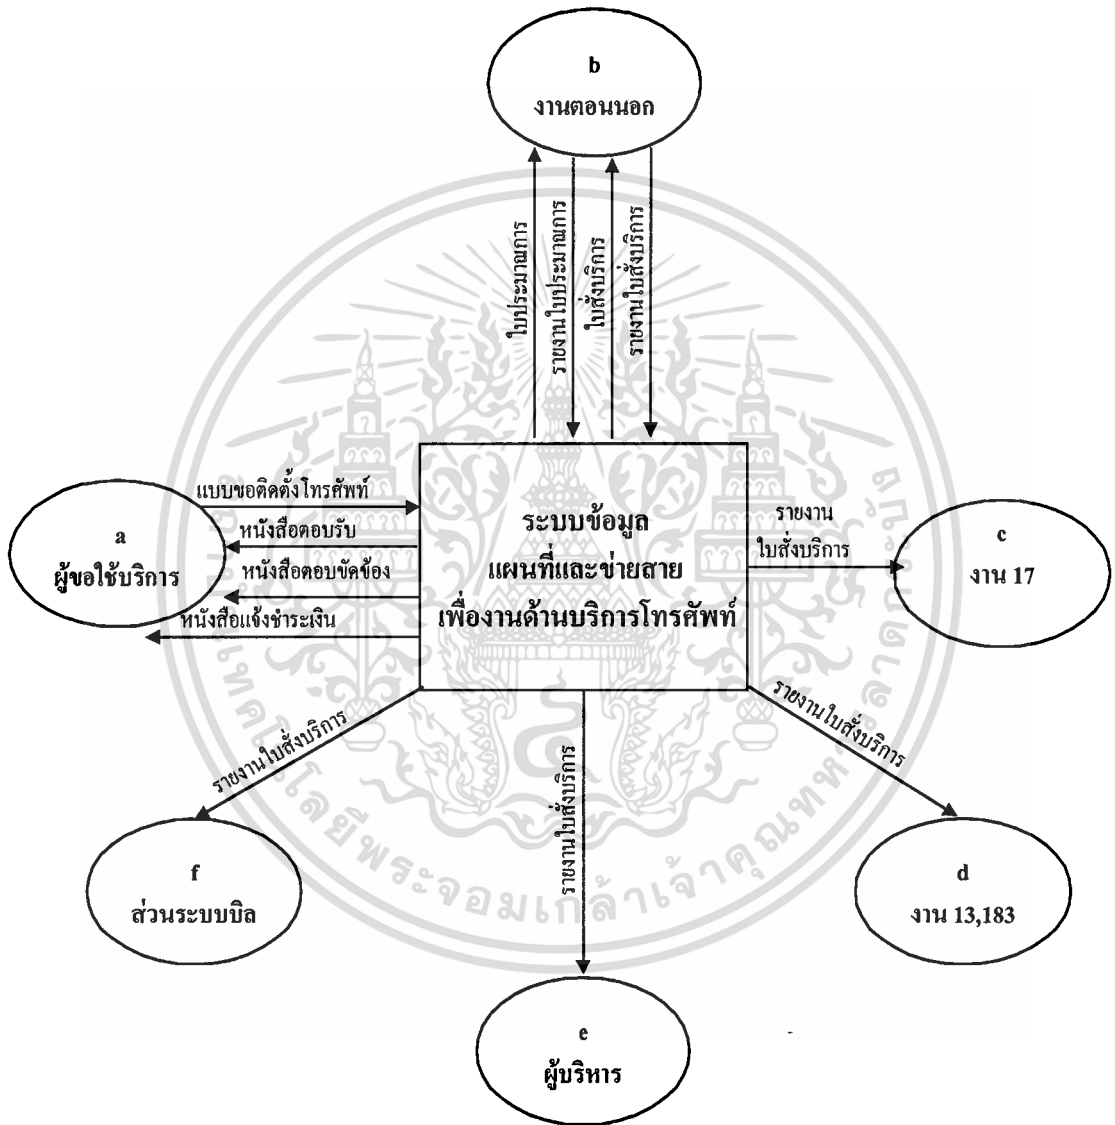 b
งานตอนนอก
ใบประมาณการ
รายงานใบประมาณการ
ใบสั่งบริการ
รายงานใบสั่งบริการ
แบบขอติดตั้งโทรศัพท์
หนังสือตอบรับ
หนังสือตอบขัดข้อง
หนังสือแจ้งชำระเงิน
a
ผู้ขอใช้บริการ
ระบบข้อมูล
แผนที่และข่ายสาย
เพื่องานด้านบริการโทรศัพท์
รายงาน
ใบสั่งบริการ
c
งาน 17
รายงานใบสั่งบริการ
รายงานใบสั่งบริการ
รายงานใบสั่งบริการ
f
ส่วนระบบบิล
d
งาน 13,183
e
ผู้บริหาร